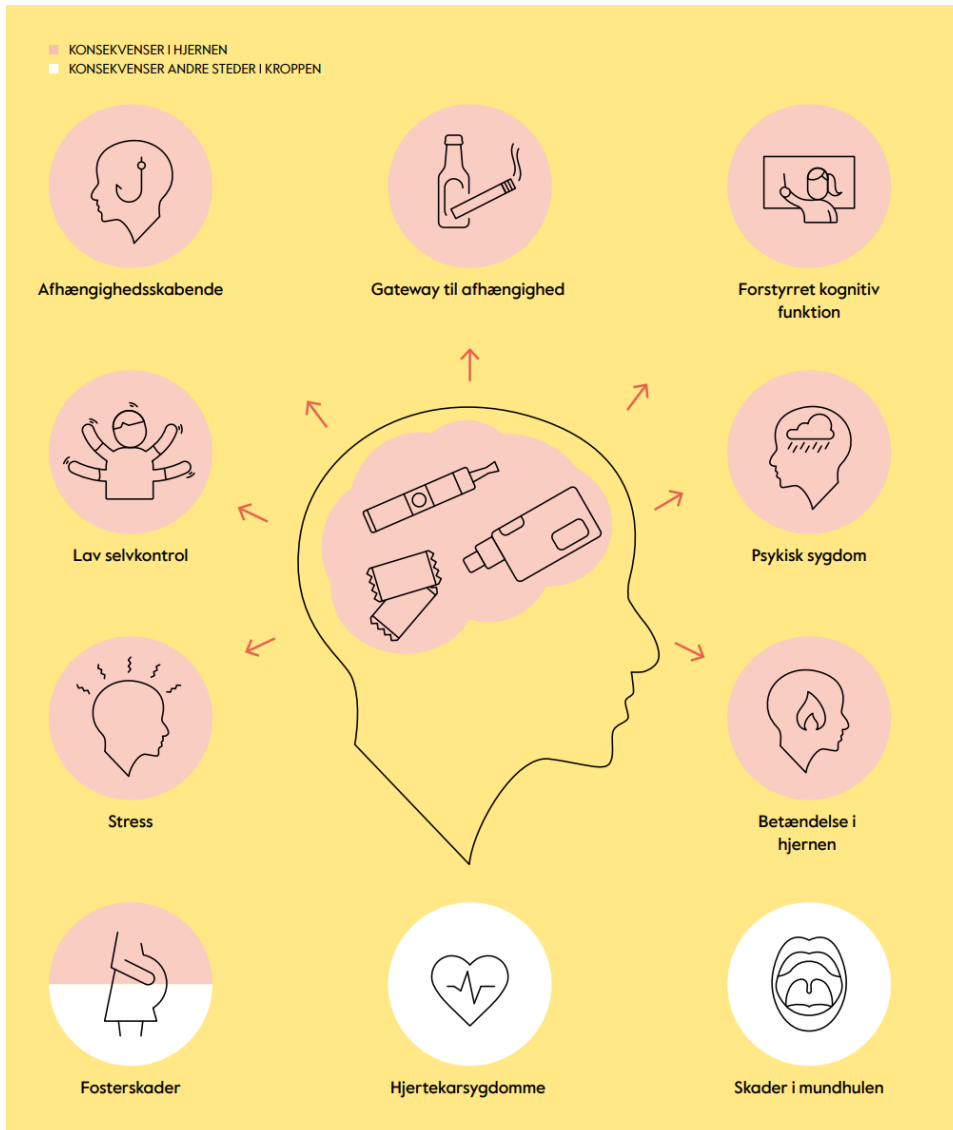 KONSEKVENSER I HJERNEN
KONSEKVENSER ANDRE STEDER I KROPPEN
Afhængighedsskabende
Gateway til afhængighed
Forstyrret kognitiv
funktion
Lav selvkontrol
Psykisk sygdom
Stress
Betændelse i
hjernen
Fosterskader
Hjertekarsygdomme
Skader i mundhulen